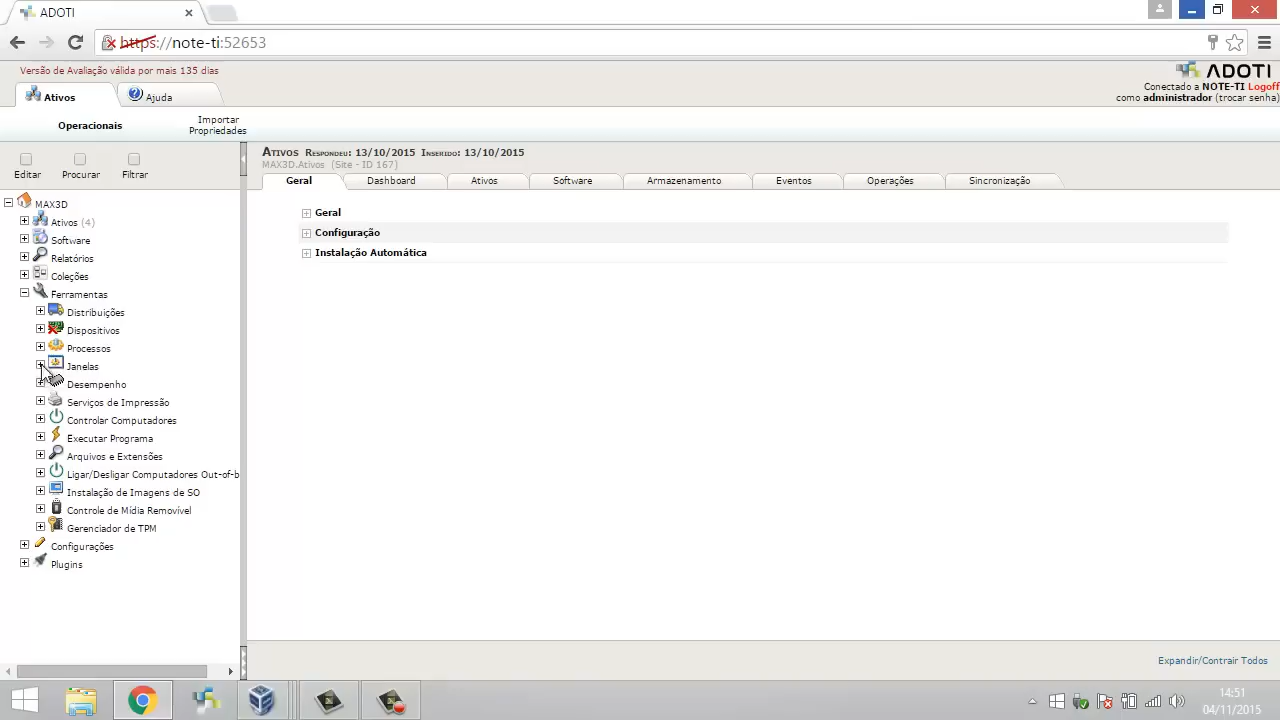 ADOTI
https://note-ti:52653
Versão de Avaliação válida por mais 135 dias
ADOTI
Ativos
Ajuda
Conectado a NOTE-TI Logoff
como administrador (trocar senha)
Operacionais
Importar
Propriedades
Editar
Procurar
Filtrar
Ativos Respondeu: 13/10/2015 Inserido: 13/10/2015
MAX3D.Ativos (Site - ID 167)
Geral
Dashboard
Ativos
Software
Armazenamento
Eventos
Operações
Sincronização
MAX3D
Ativos (4)
Software
Relatórios
Coleções
Ferramentas
Distribuições
Dispositivos
Processos
Janelas
Desempenho
Serviços de Impressão
Controlar Computadores
Executar Programa
Arquivos e Extensões
Ligar/Desligar Computadores Out-of-b
Instalação de Imagens de SO
Controle de Mídia Removível
Gerenciador de TPM
Configurações
Plugins
Geral
Configuração
Instalação Automática
Expandir/Contrair Todos
14:51
04/11/2015